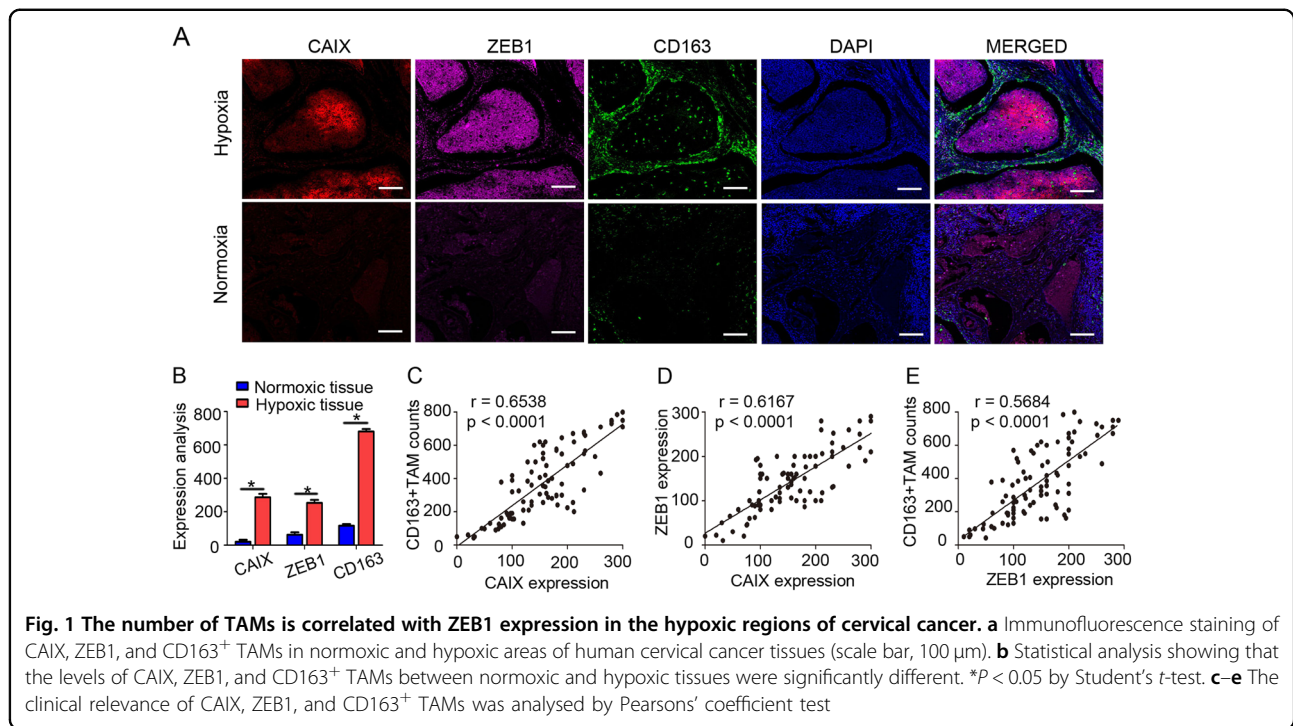 A
CAIX ZEB1 CD163 DAPI MERGED
Hypoxia
Normoxia
B
Normoxic tissue
Hypoxic tissue
Expression analysis
800
600
400
200
0
* * *
CAIX ZEB1 CD163
C
r = 0.6538
p < 0.0001
CD163+TAM counts
800
600
400
200
0
0 100 200 300
CAIX expression
D
r = 0.6167
p < 0.0001
ZEB1 expression
300
200
100
0
0 100 200 300
CAIX expression
E
r = 0.5684
p < 0.0001
CD163+TAM counts
800
600
400
200
0
0 100 200 300
ZEB1 expression
Fig. 1 The number of TAMs is correlated with ZEB1 expression in the hypoxic regions of cervical cancer. a Immunofluorescence staining of
CAIX, ZEB1, and CD163+ TAMs in normoxic and hypoxic areas of human cervical cancer tissues (scale bar, 100 μm). b Statistical analysis showing that
the levels of CAIX, ZEB1, and CD163+ TAMs between normoxic and hypoxic tissues were significantly different. *P < 0.05 by Student's t-test. c–e The
clinical relevance of CAIX, ZEB1, and CD163+ TAMs was analysed by Pearsons' coefficient test